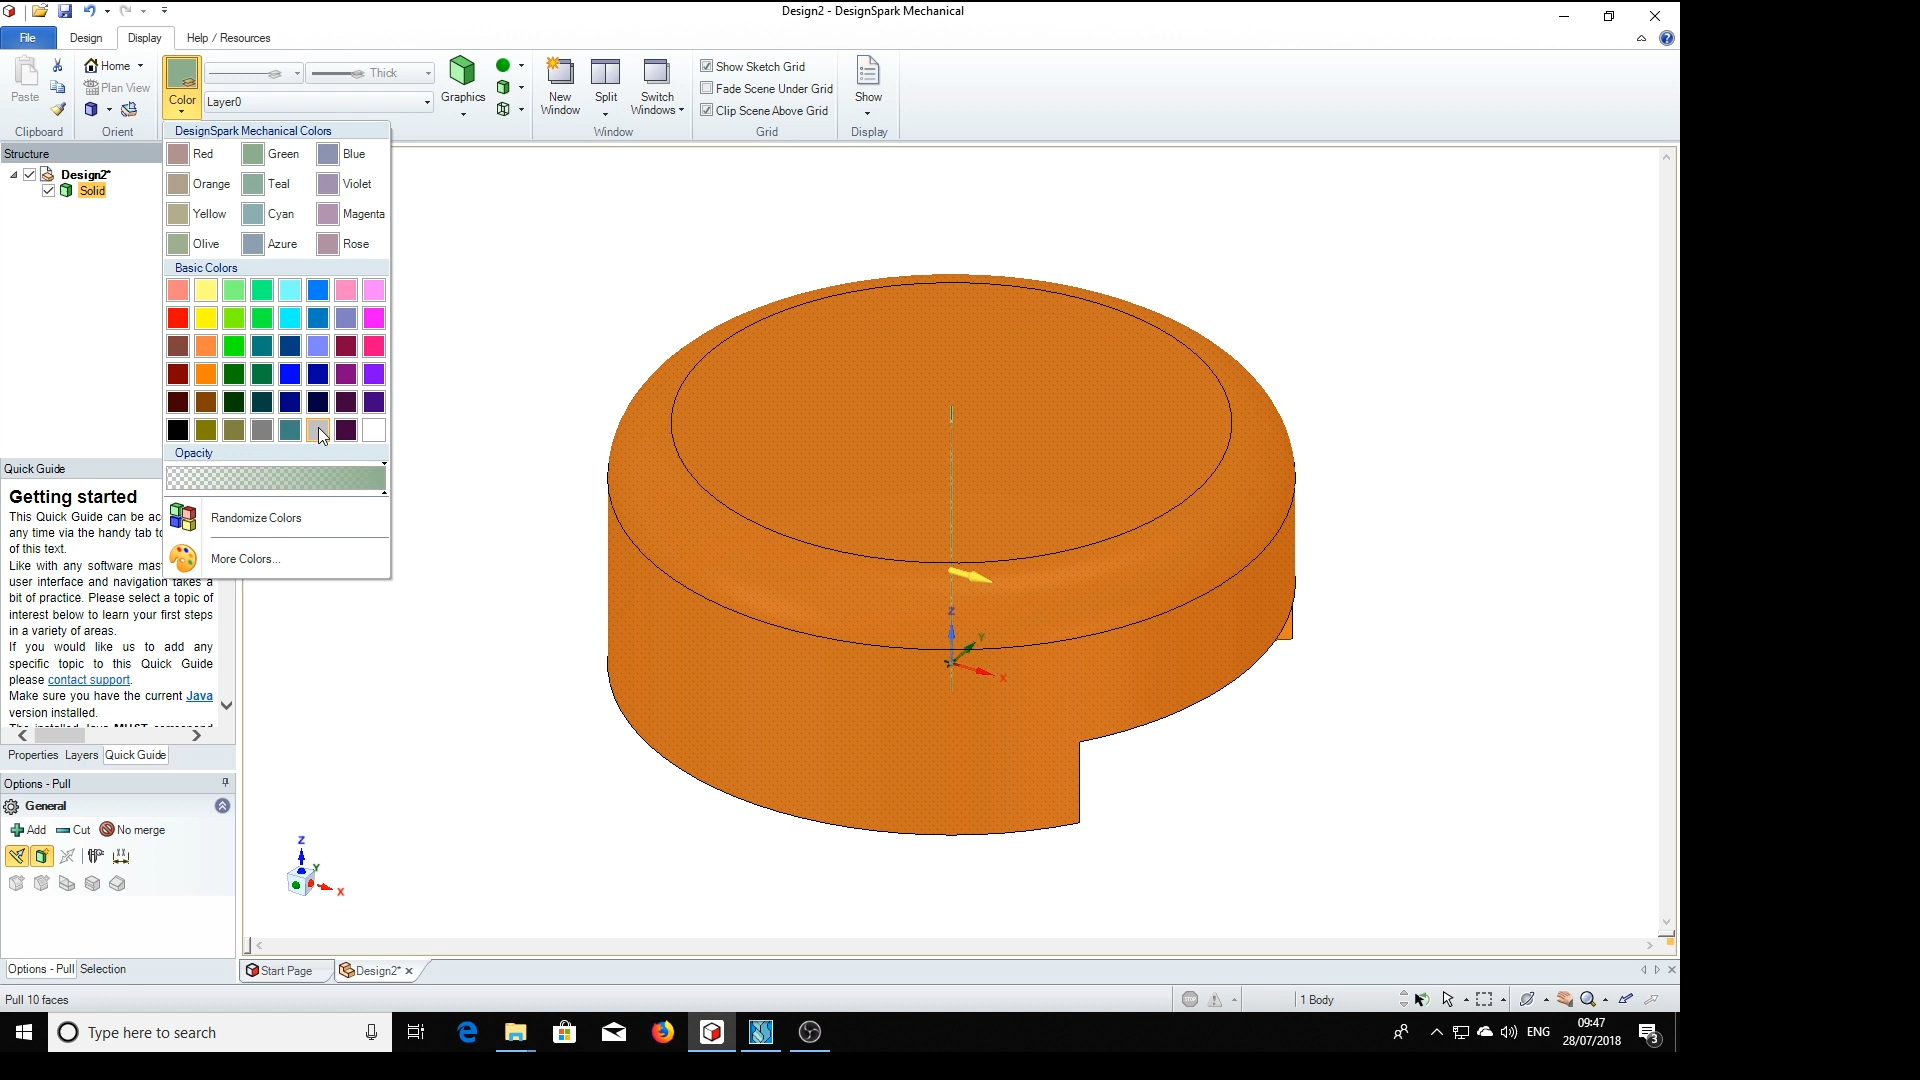 Design2 - DesignSpark Mechanical
File
Design
Display
Help / Resources
Paste
Clipboard
Home
Plan View
Orient
Color
Thick
Layer0
Graphics
New
Window
Split
Switch
Windows
Window
Show Sketch Grid
Fade Scene Under Grid
Clip Scene Above Grid
Grid
Show
Display
Structure
Design2*
Solid
DesignSpark Mechanical Colors
Red
Green
Blue
Orange
Teal
Violet
Yellow
Cyan
Magenta
Olive
Azure
Rose
Basic Colors
Opacity
Randomize Colors
More Colors...
Quick Guide
Getting started
This Quick Guide can be
any time via the handy tab
of this text.
Like with any software
user interface and navigation takes a
bit of practice. Please select a topic of
interest below to learn your first steps
in a variety of areas.
If you would like us to add any
specific topic to this Quick Guide
please contact support.
Make sure you have the current Java
version installed.
Properties
Layers
Quick Guide
Options - Pull
General
Add
Cut
No merge
Options - Pull
Selection
Z
Y
X
Z
Y
X
Start Page
Design2*
Pull 10 faces
1 Body
Type here to search
ENG
09:47
28/07/2018
3